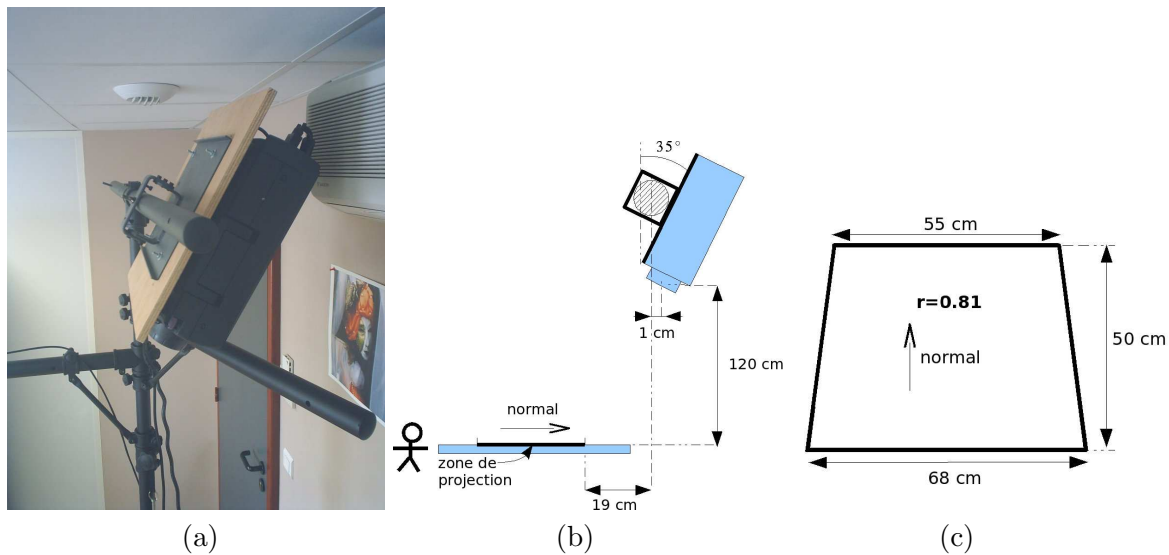 35°
1 cm
120 cm
normal
zone de
projection
19 cm
55 cm
r=0.81
normal
50 cm
68 cm
(a)
(b)
(c)